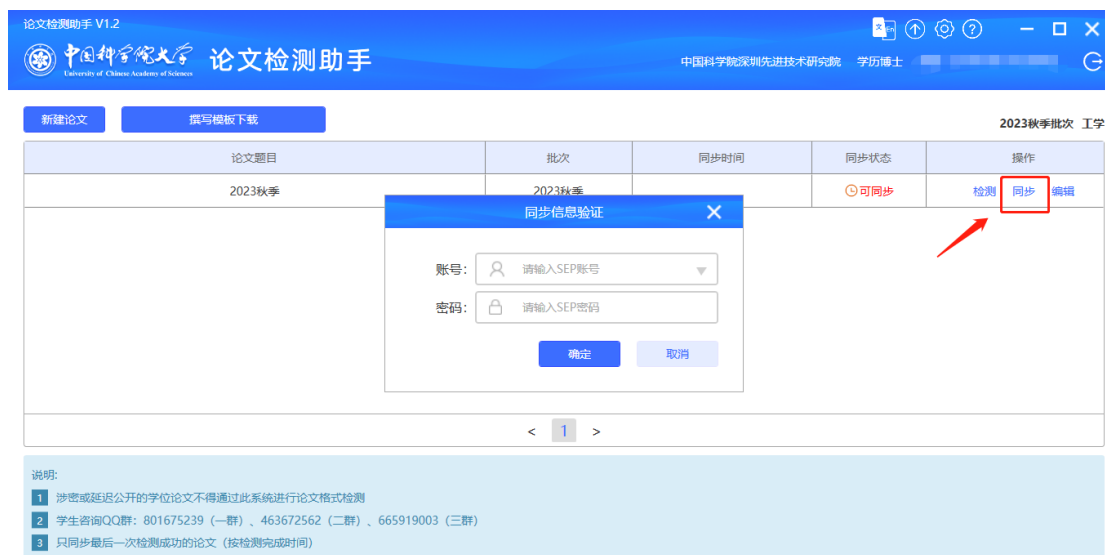 论文检测助手 V1.2
中国科学院大学 论文检测助手
University of Chinese Academy of Sciences
中国科学院深圳先进技术研究院 学历博士
新建论文 撰写模板下载
2023秋季批次 工学
论文题目 批次 同步时间 同步状态 操作
2023秋季 2023秋季 可同步 检测 同步 编辑
同步信息验证
账号: 请输入SEP账号
密码: 请输入SEP密码
确定 取消
< 1 >
说明:
1 涉密或延迟公开的学位论文不得通过此系统进行论文格式检测
2 学生咨询QQ群：801675239（一群）、463672562（二群）、665919003（三群）
3 只同步最后一次检测成功的论文（按检测完成时间）